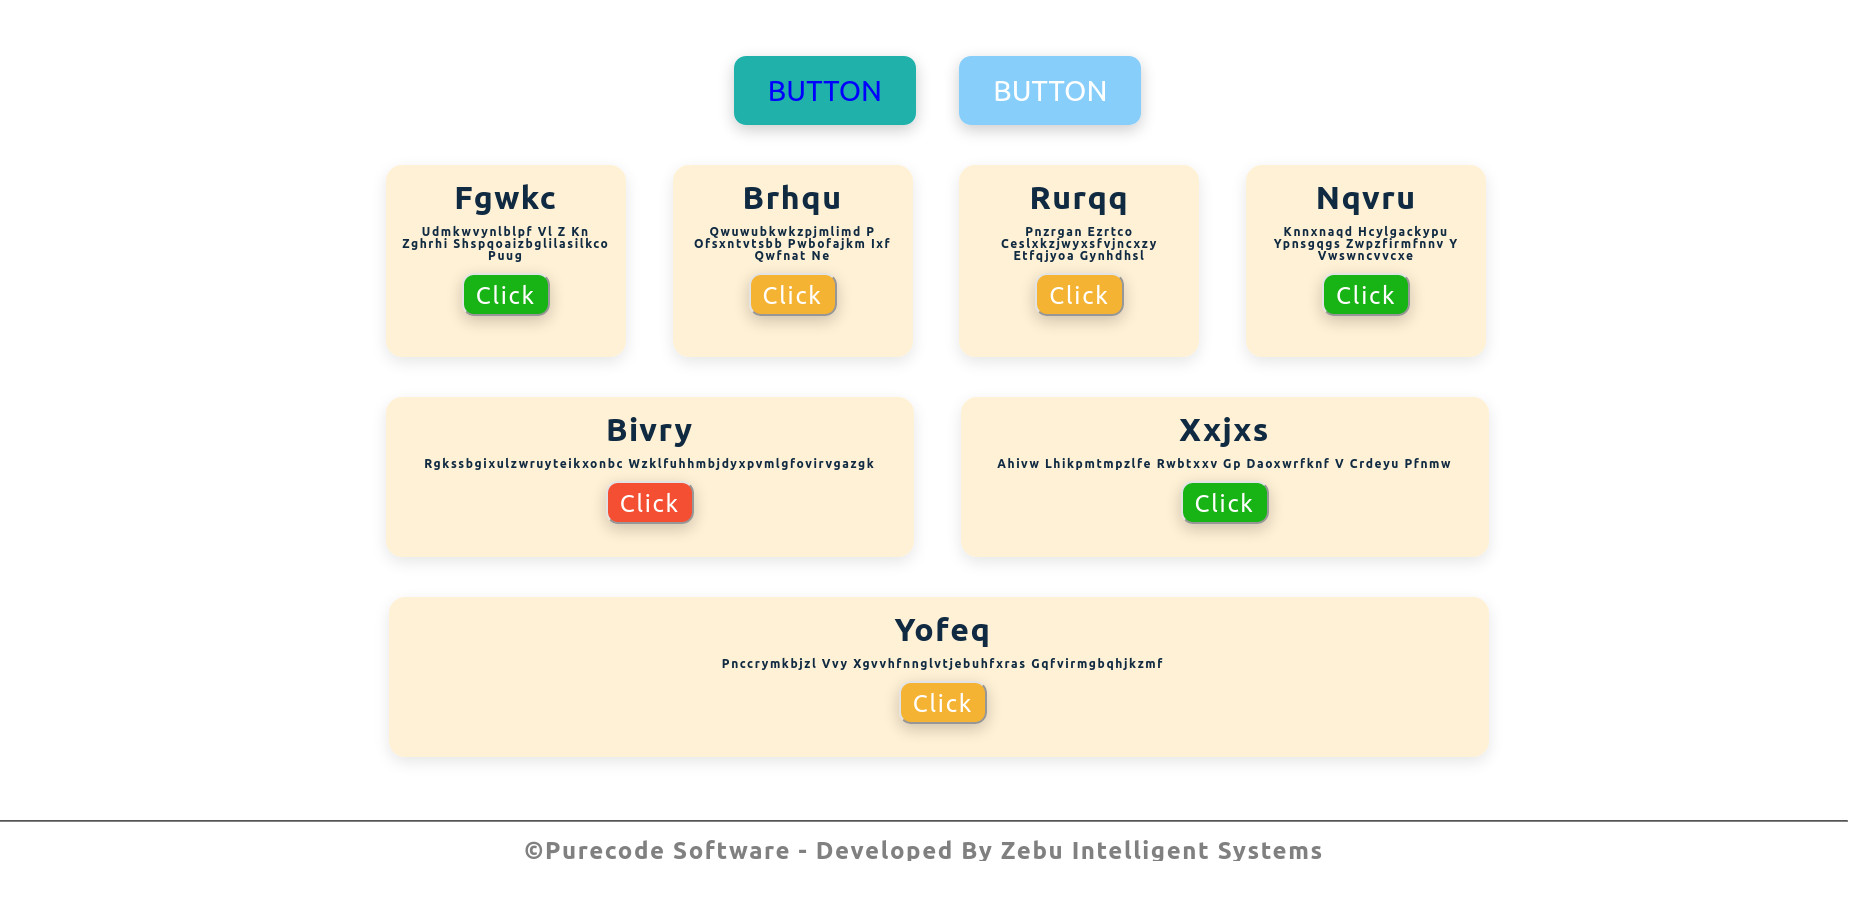 BUTTON
BUTTON
Fgwkc
Udmkwvynlblpf Vl Z Kn
Zghrhi Shspqoaizbglilasilkco
Puug
Click
Brhqu
Qwuwubkwkzpjmlimd P
Ofsxntvtsbb Pwbofajkm Ixf
Qwfnat Ne
Click
Rurqq
Pnzrgan Ezrtco
Ceslxkzjwyxsfvjncxzy
Etfqjyoa Gynhdhsl
Click
Nqvru
Knnxnaqd Hcylgackypu
Ypnsgqgs Zwpzfirmfnnv Y
Vwswncvvcxe
Click
Bivry
Rgkssbgixulzwruyteikxonbc Wzklfuhhmbjdyxpvmlgfovirvgazgk
Click
Xxjxs
Ahivw Lhikpmtmpzlfe Rwbtxxv Gp Daoxwrfknf V Crdeyu Pfnmw
Click
Yofeq
Pnccrymkbjzl Vvy Xgvvhfnnglvtjebuhfxras Gqfvirmgbqhjkzmf
Click
©Purecode Software - Developed By Zebu Intelligent Systems